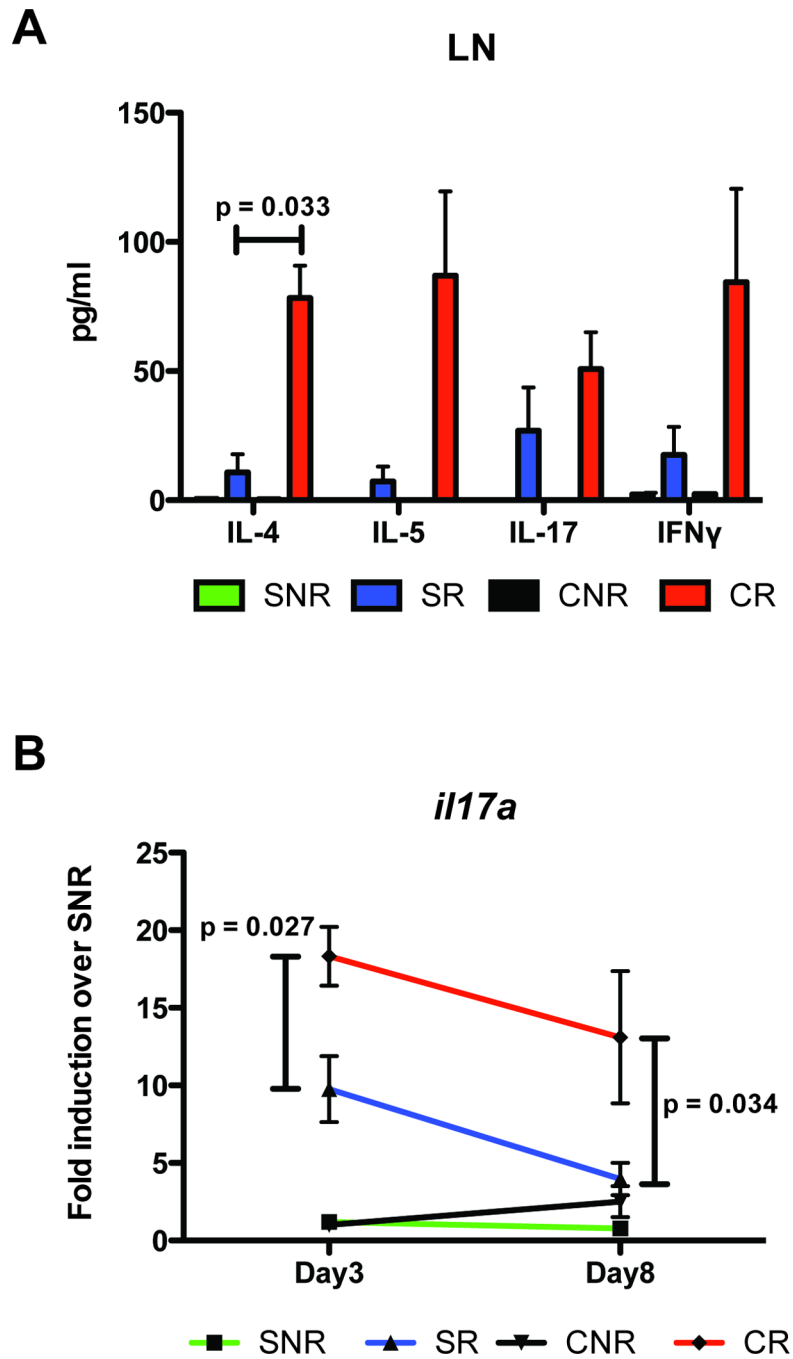 A
LN
150
100
50
0
pg/ml
p = 0.033
IL-4 IL-5 IL-17 IFNγ
SNR SR CNR CR
B
il17a
25
20
15
10
5
0
Fold induction over SNR
p = 0.027
p = 0.034
Day3 Day8
SNR SR CNR CR